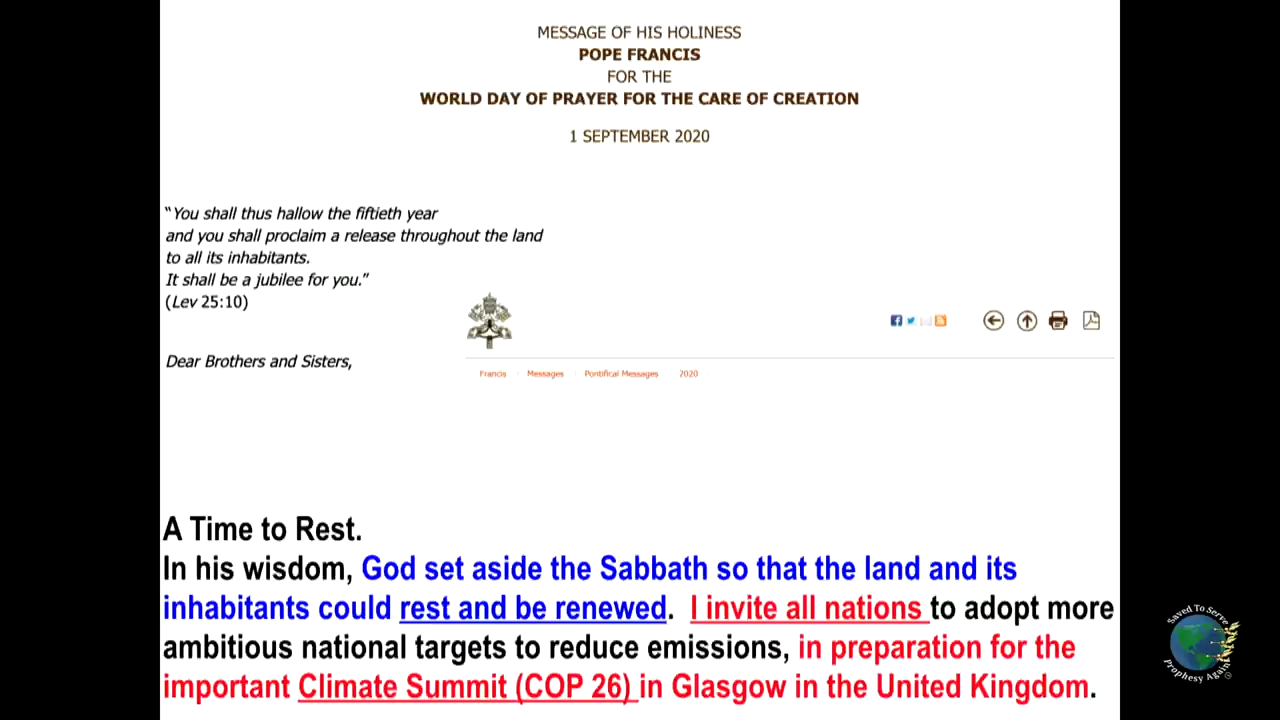 MESSAGE OF HIS HOLINESS
POPE FRANCIS
FOR THE
WORLD DAY OF PRAYER FOR THE CARE OF CREATION
1 SEPTEMBER 2020
"You shall thus hallow the fiftieth year
and you shall proclaim a release throughout the land
to all its inhabitants.
It shall be a jubilee for you."
(Lev 25:10)
Dear Brothers and Sisters,
Francis Messages Pontifical Messages 2020
A Time to Rest.
In his wisdom, God set aside the Sabbath so that the land and its
inhabitants could rest and be renewed. I invite all nations to adopt more
ambitious national targets to reduce emissions, in preparation for the
important Climate Summit (COP 26) in Glasgow in the United Kingdom.
Saved To Serve
Prophesy Again